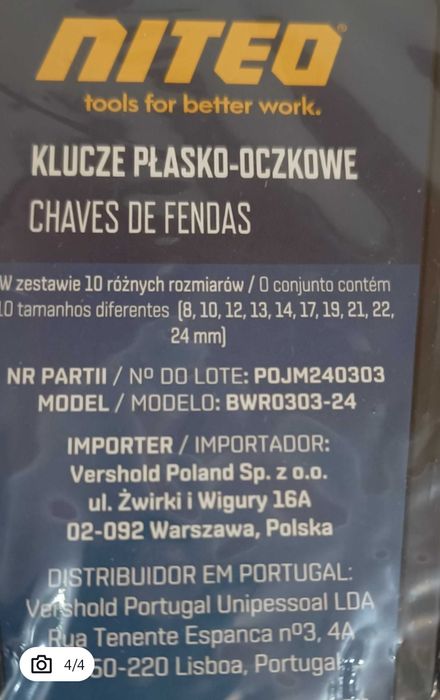 NITEO®
tools for better work.
KLUCZE PŁASKO-OCZKOWE
CHAVES DE FENDAS
W zestawie 10 różnych rozmiarów / O conjunto contém
10 tamanhos diferentes (8, 10, 12, 13, 14, 17, 19, 21, 22,
24 mm)
NR PARTII / Nº DO LOTE: POJM240303
MODEL / MODELO: BWR0303-24
IMPORTER / IMPORTADOR:
Vershold Poland Sp. z o.o.
ul. Żwirki i Wigury 16A
02-092 Warszawa, Polska
DISTRIBUIDOR EM PORTUGAL:
Vershold Portugal Unipessoal LDA
Rua Tenente Espanca nº3, 4A
50-220 Lisboa, Portugal
4/4